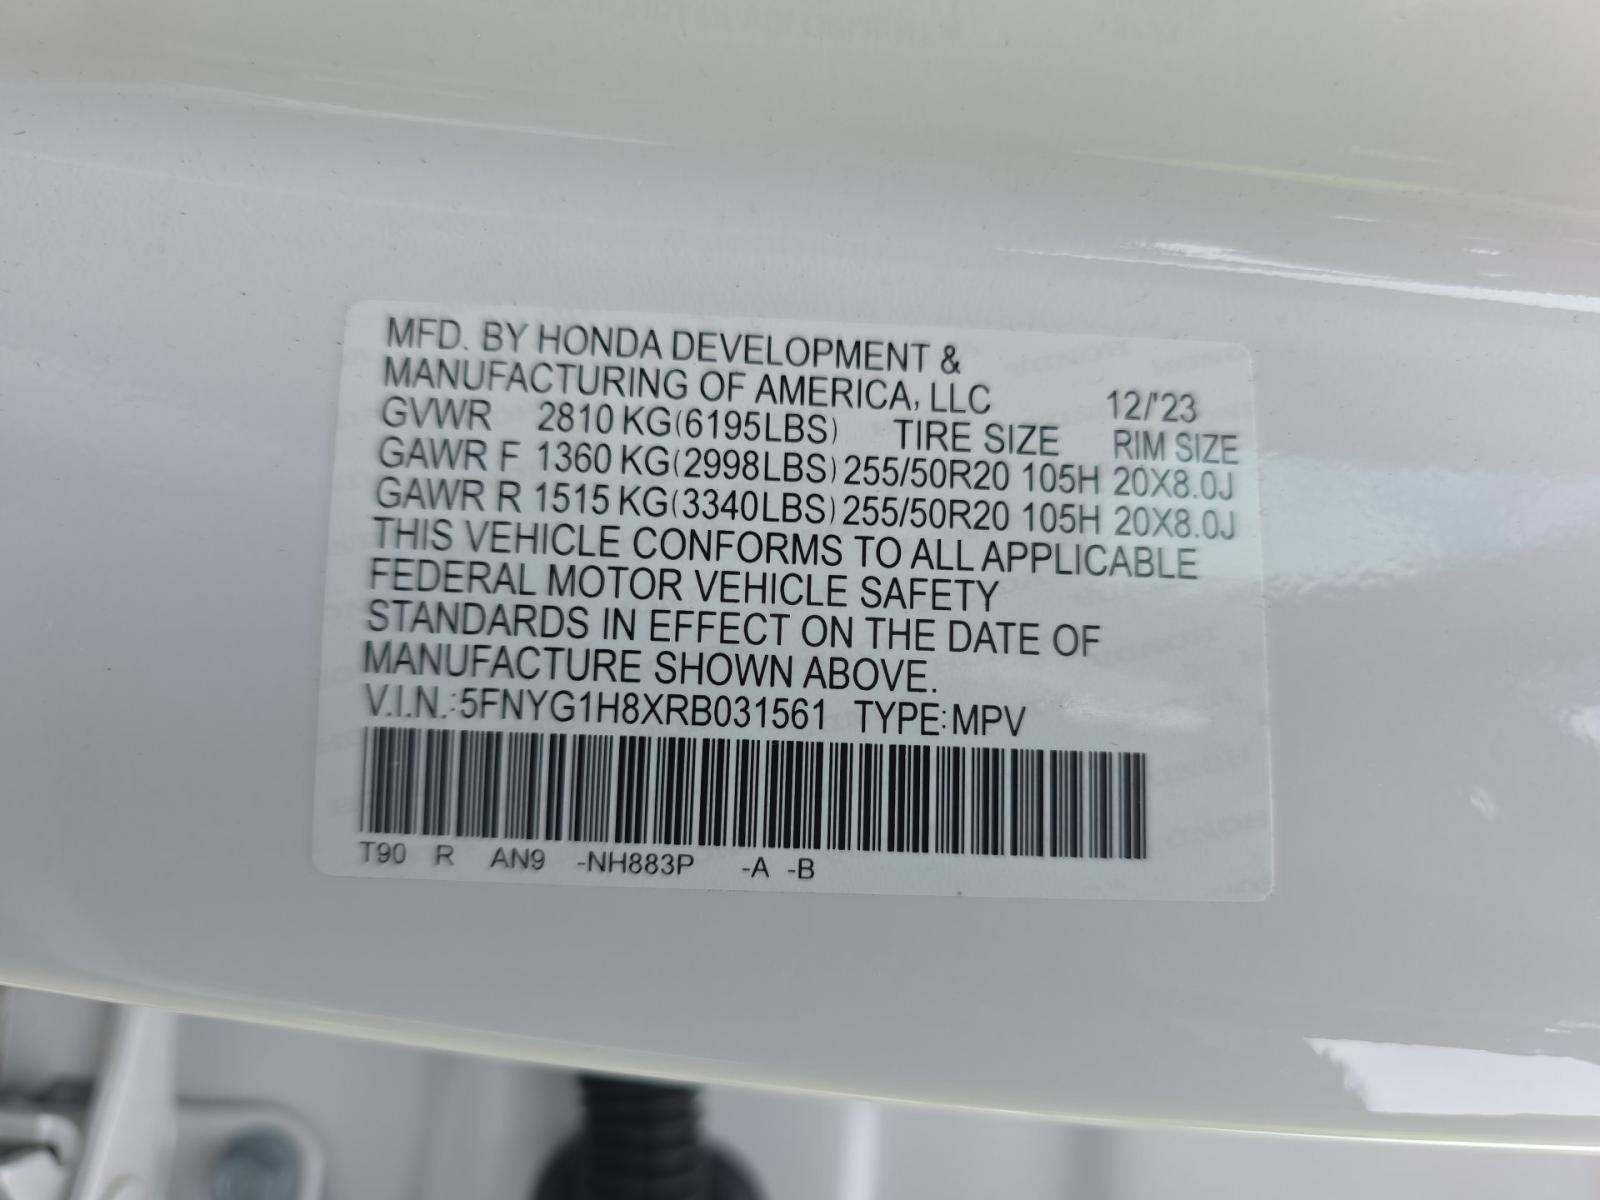 MFD. BY HONDA DEVELOPMENT &
MANUFACTURING OF AMERICA, LLC 12/'23
GVWR 2810 KG(6195LBS) TIRE SIZE RIM SIZE
GAWR F 1360 KG(2998LBS) 255/50R20 105H 20X8.0J
GAWR R 1515 KG(3340LBS) 255/50R20 105H 20X8.0J
THIS VEHICLE CONFORMS TO ALL APPLICABLE
FEDERAL MOTOR VEHICLE SAFETY
STANDARDS IN EFFECT ON THE DATE OF
MANUFACTURE SHOWN ABOVE.
V.I.N.:5FNYG1H8XRB031561 TYPE:MPV
T90 R AN9 -NH883P -A -B